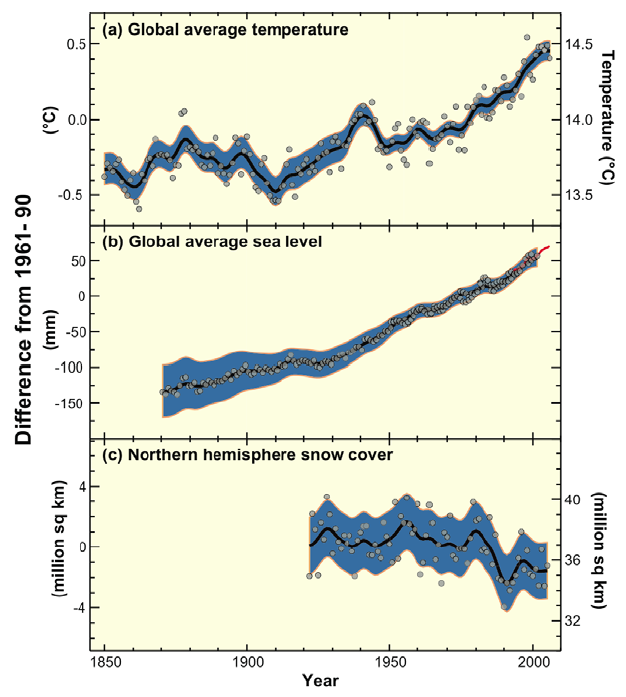 (a) Global average temperature
0.5
0.0
-0.5
(°C)
14.5
14.0
13.5
Temperature (°C)
Difference from 1961- 90
(b) Global average sea level
50
0
-50
-100
-150
(mm)
(c) Northern hemisphere snow cover
4
0
-4
(million sq km)
40
36
32
(million sq km)
1850
1900
1950
2000
Year